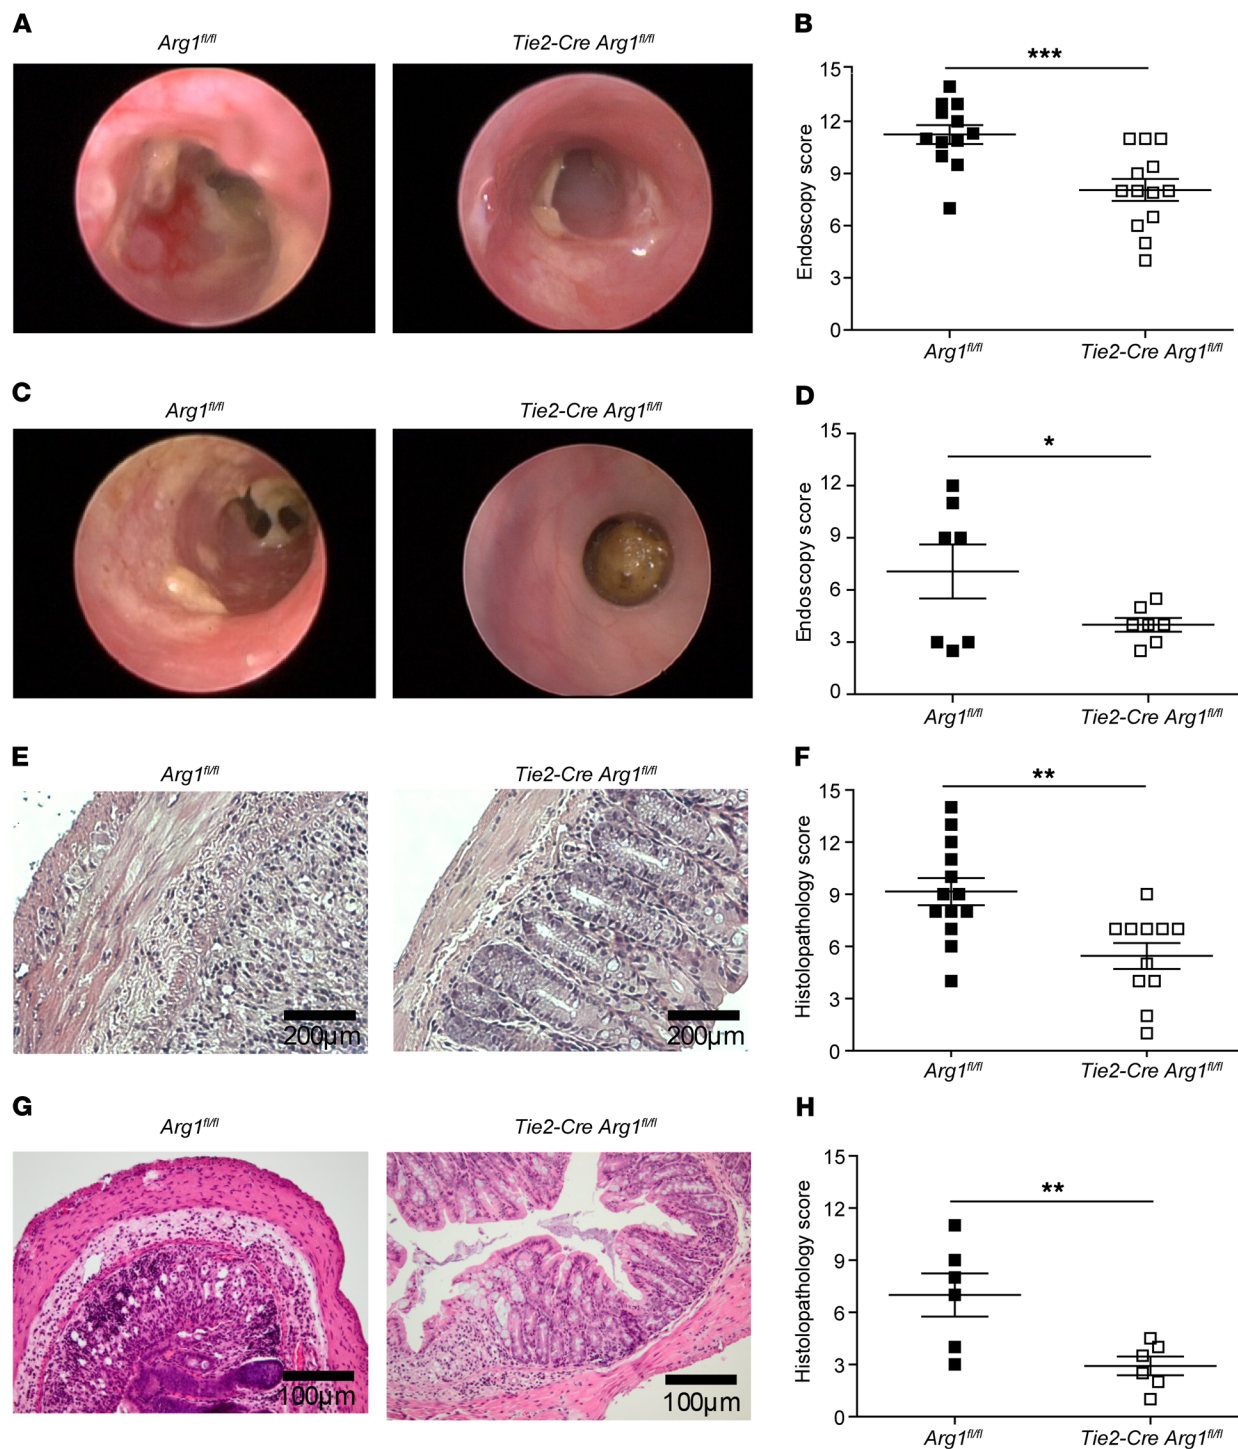 A
Arg1fl/fl
Tie2-Cre Arg1fl/fl
B
***
15
12
9
6
3
0
Endoscopy score
Arg1fl/fl
Tie2-Cre Arg1fl/fl
C
Arg1fl/fl
Tie2-Cre Arg1fl/fl
D
*
15
12
9
6
3
0
Endoscopy score
Arg1fl/fl
Tie2-Cre Arg1fl/fl
E
Arg1fl/fl
Tie2-Cre Arg1fl/fl
200µm
200µm
F
**
15
12
9
6
3
0
Histolopathology score
Arg1fl/fl
Tie2-Cre Arg1fl/fl
G
Arg1fl/fl
Tie2-Cre Arg1fl/fl
100µm
100µm
H
**
15
12
9
6
3
0
Histolopathology score
Arg1fl/fl
Tie2-Cre Arg1fl/fl